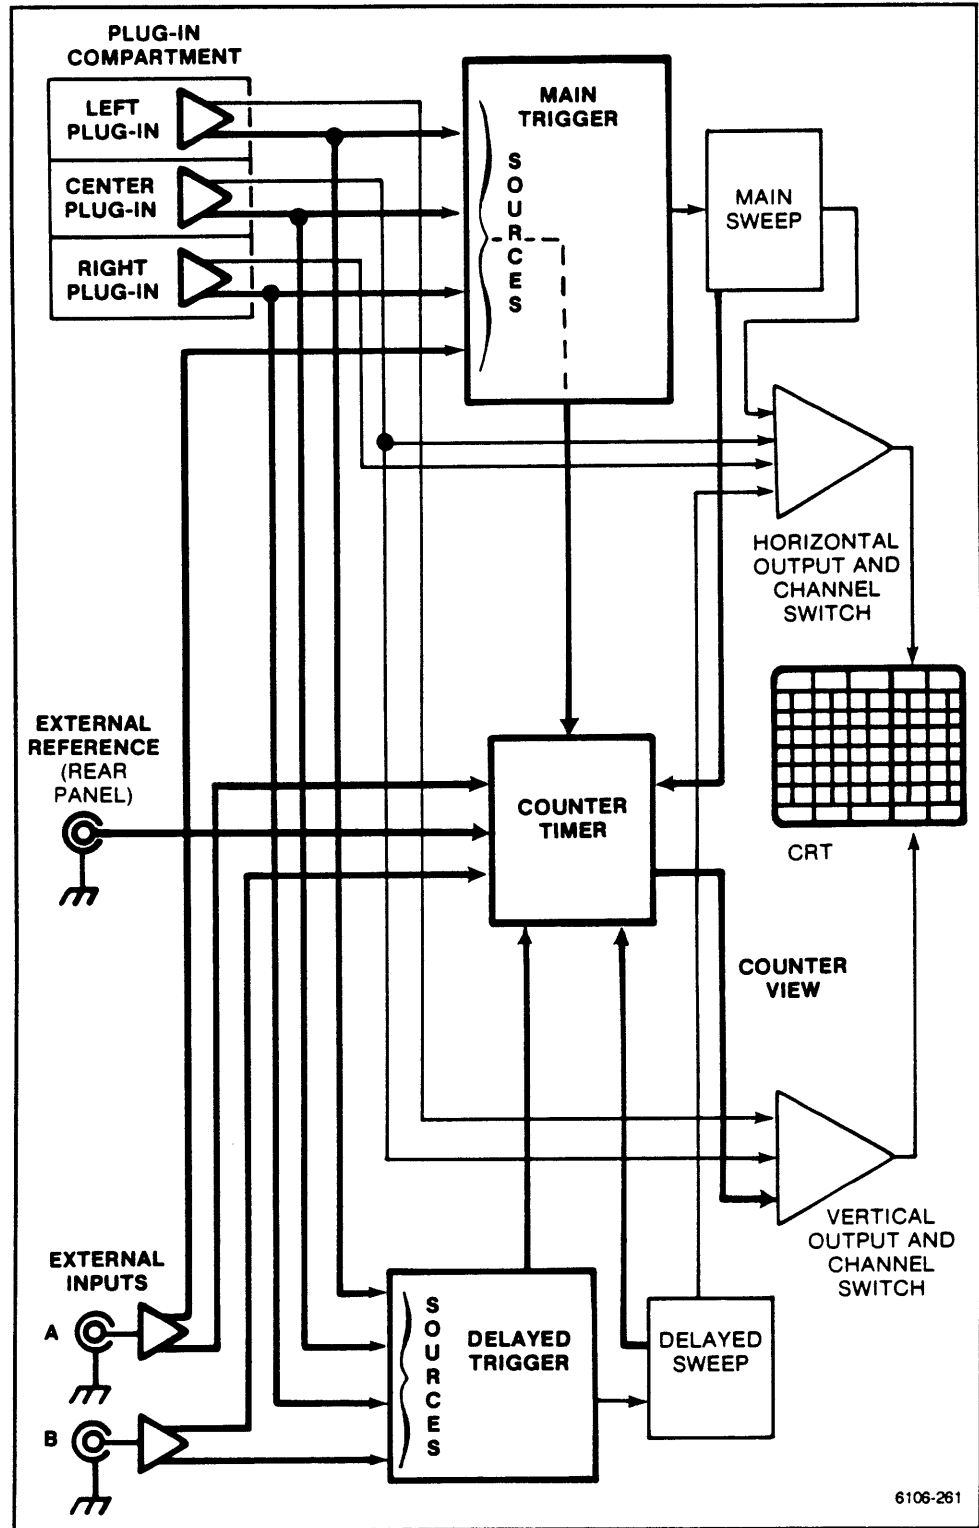 PLUG-IN
COMPARTMENT
LEFT
PLUG-IN
CENTER
PLUG-IN
RIGHT
PLUG-IN
MAIN
TRIGGER
SOURCES
MAIN
SWEEP
HORIZONTAL
OUTPUT AND
CHANNEL
SWITCH
EXTERNAL
REFERENCE
(REAR
PANEL)
COUNTER
TIMER
CRT
COUNTER
VIEW
VERTICAL
OUTPUT AND
CHANNEL
SWITCH
EXTERNAL
INPUTS
A
B
SOURCES
DELAYED
TRIGGER
DELAYED
SWEEP
6106-261